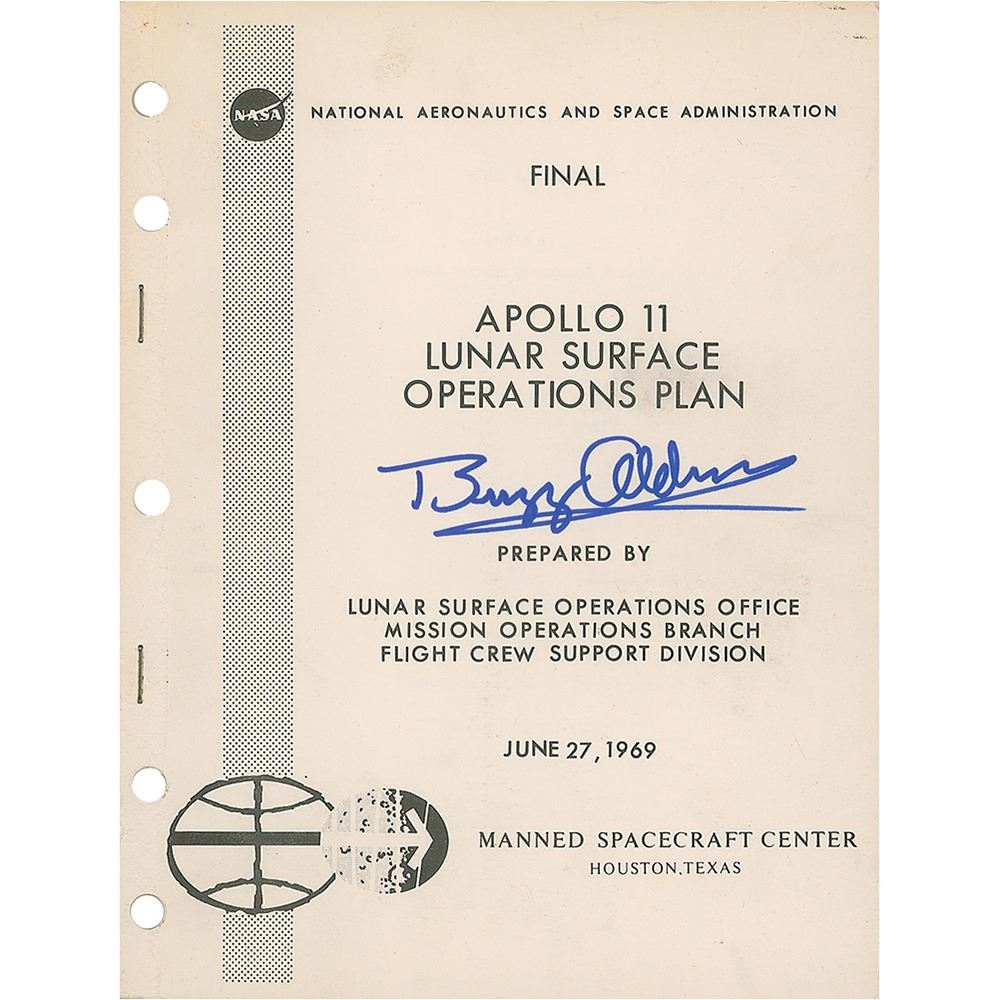 NASA
NATIONAL AERONAUTICS AND SPACE ADMINISTRATION
FINAL
APOLLO 11
LUNAR SURFACE
OPERATIONS PLAN
Buzz Aldrin
PREPARED BY
LUNAR SURFACE OPERATIONS OFFICE
MISSION OPERATIONS BRANCH
FLIGHT CREW SUPPORT DIVISION
JUNE 27, 1969
MANNED SPACECRAFT CENTER
HOUSTON, TEXAS